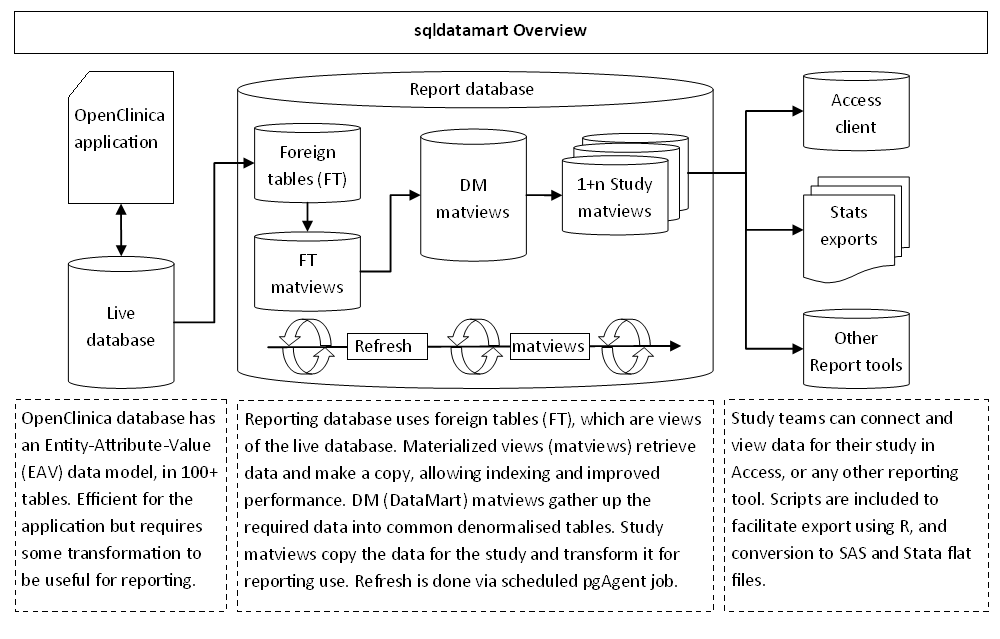 sqldatamart Overview
OpenClinica
application
Live
database
Report database
Foreign
tables (FT)
FT
matviews
DM
matviews
1+n Study
matviews
Refresh
matviews
Access
client
Stats
exports
Other
Report tools
OpenClinica database has
an Entity-Attribute-Value
(EAV) data model, in 100+
tables. Efficient for the
application but requires
some transformation to
be useful for reporting.
Reporting database uses foreign tables (FT), which are views
of the live database. Materialized views (matviews) retrieve
data and make a copy, allowing indexing and improved
performance. DM (DataMart) matviews gather up the
required data into common denormalised tables. Study
matviews copy the data for the study and transform it for
reporting use. Refresh is done via scheduled pgAgent job.
Study teams can connect and
view data for their study in
Access, or any other reporting
tool. Scripts are included to
facilitate export using R, and
conversion to SAS and Stata flat
files.